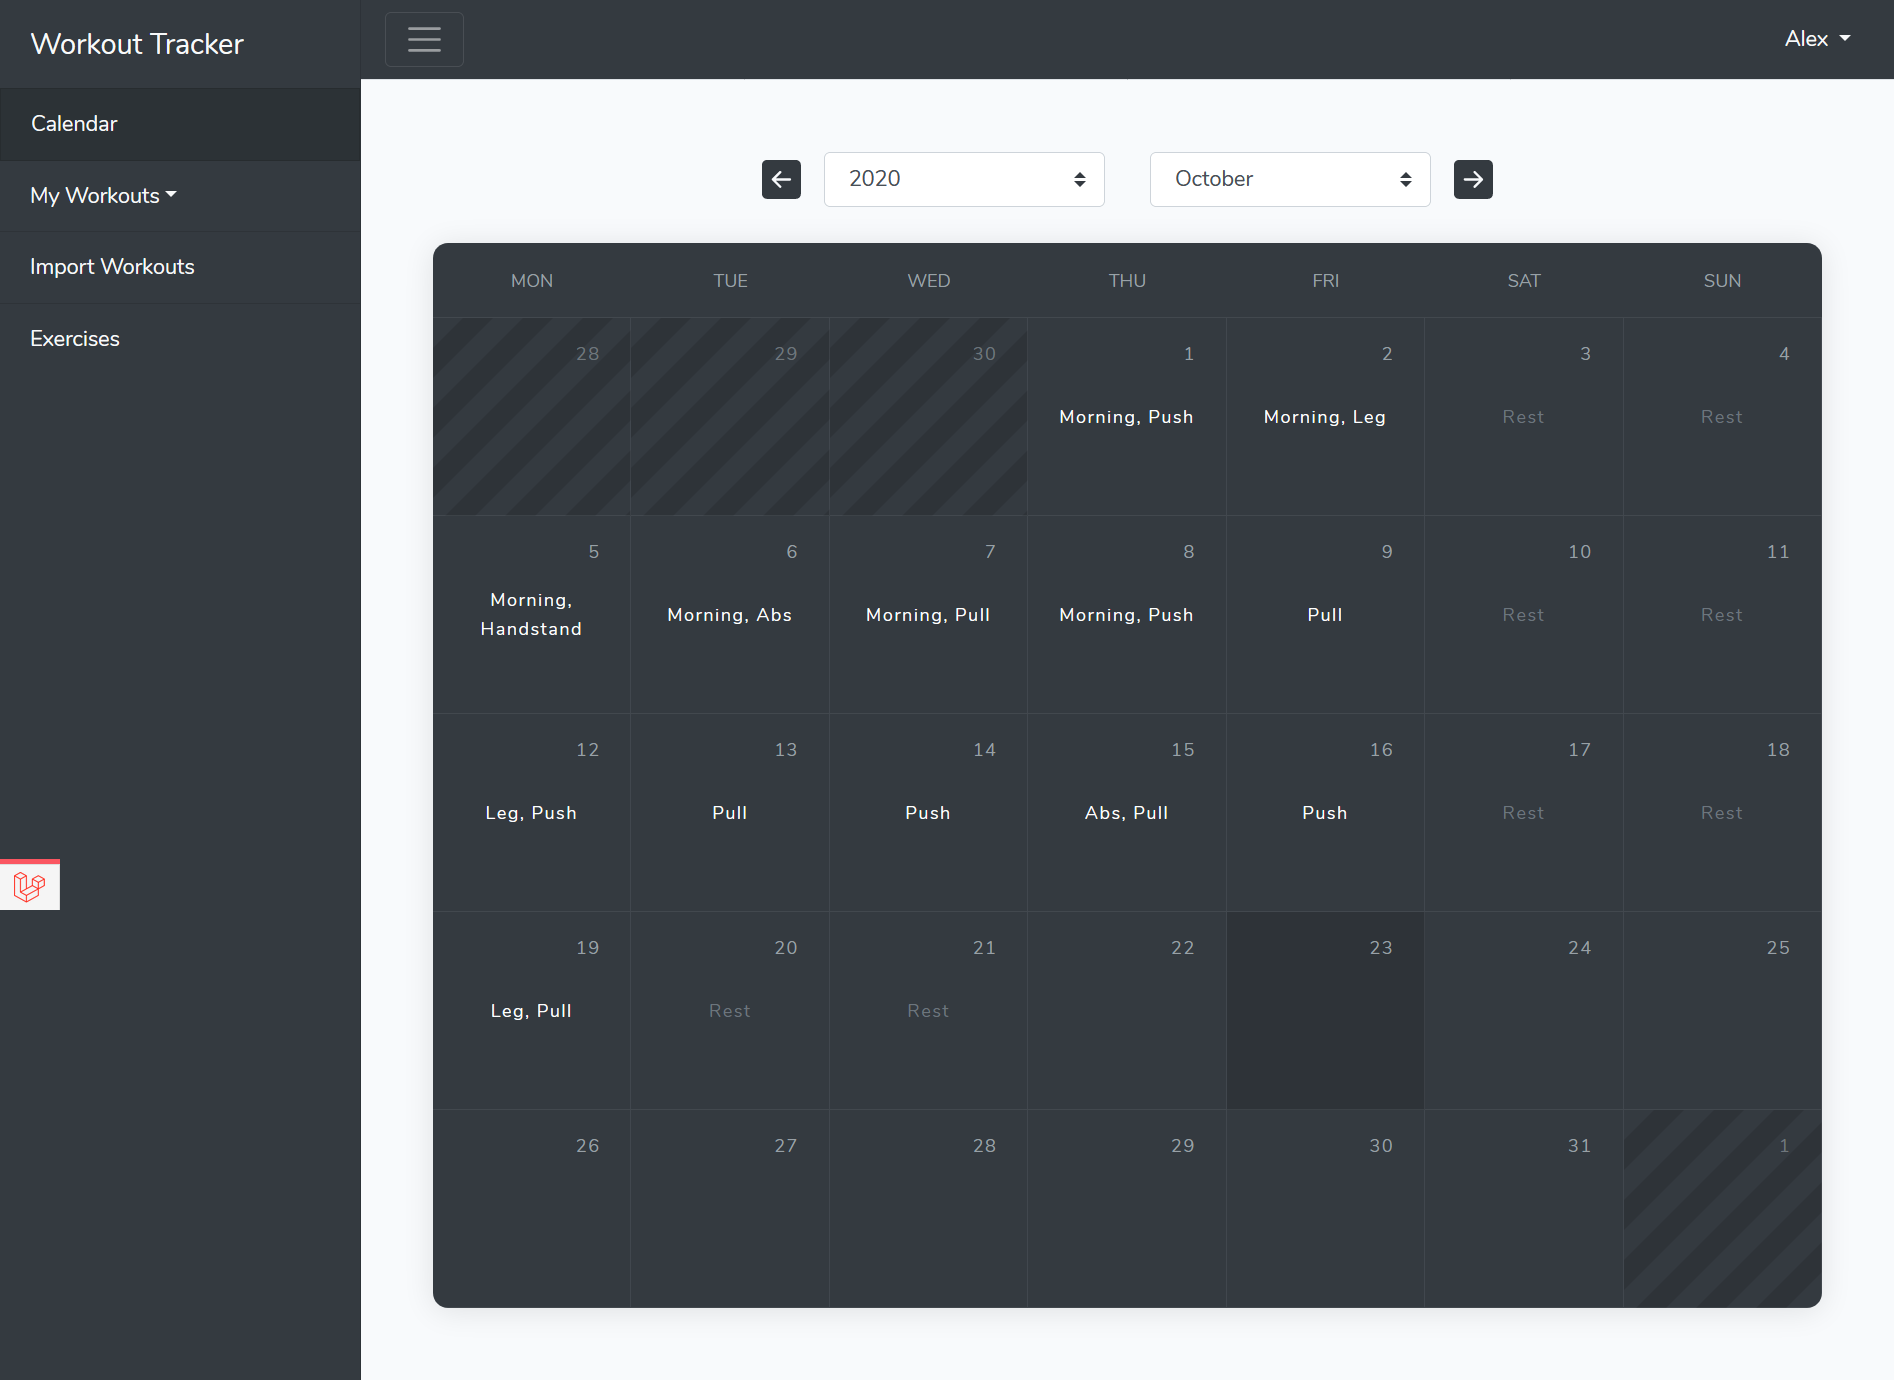 Workout Tracker
Alex
Calendar
My Workouts
Import Workouts
Exercises
2020
October
MON TUE WED THU FRI SAT SUN
28 29 30 1 2 3 4
Morning, Push Morning, Leg Rest Rest
5 6 7 8 9 10 11
Morning,
Handstand
Morning, Abs Morning, Pull Morning, Push Pull Rest Rest
12 13 14 15 16 17 18
Leg, Push Pull Push Abs, Pull Push Rest Rest
19 20 21 22 23 24 25
Leg, Pull Rest Rest
26 27 28 29 30 31 1